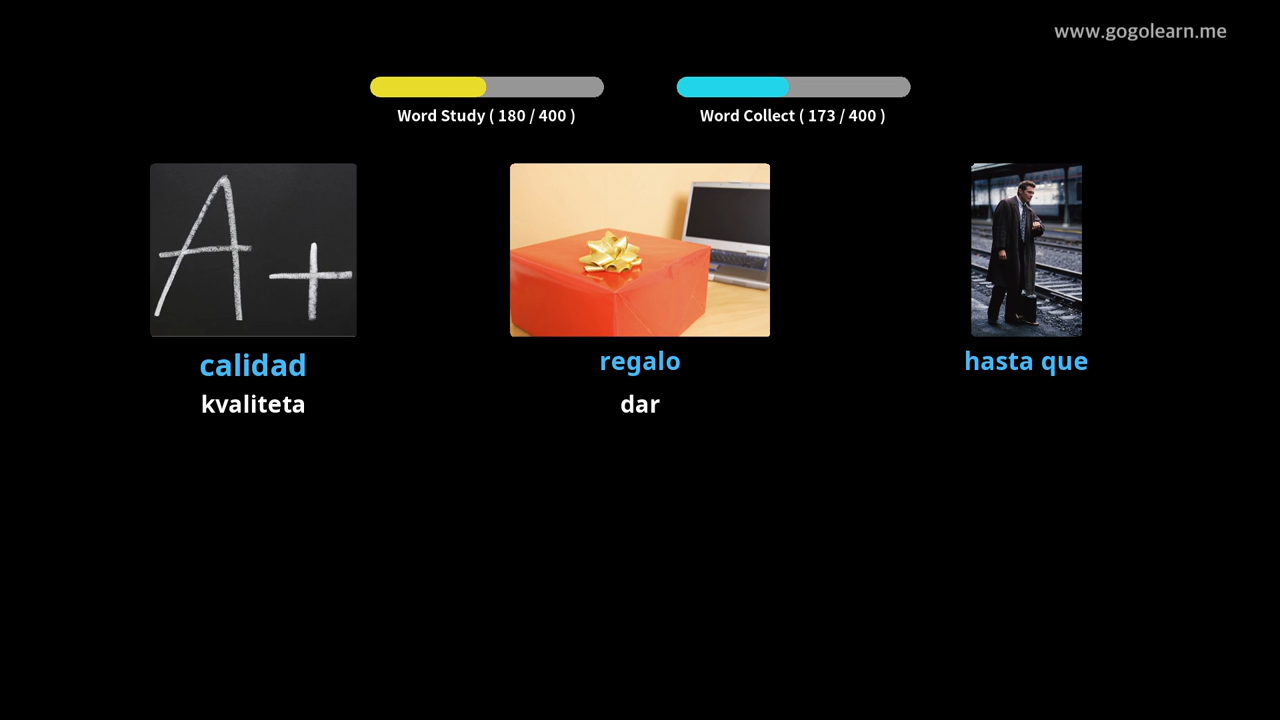 www.gogolearn.me
Word Study ( 180 / 400 )
Word Collect ( 173 / 400 )
A+
calidad
regalo
hasta que
kvaliteta
dar